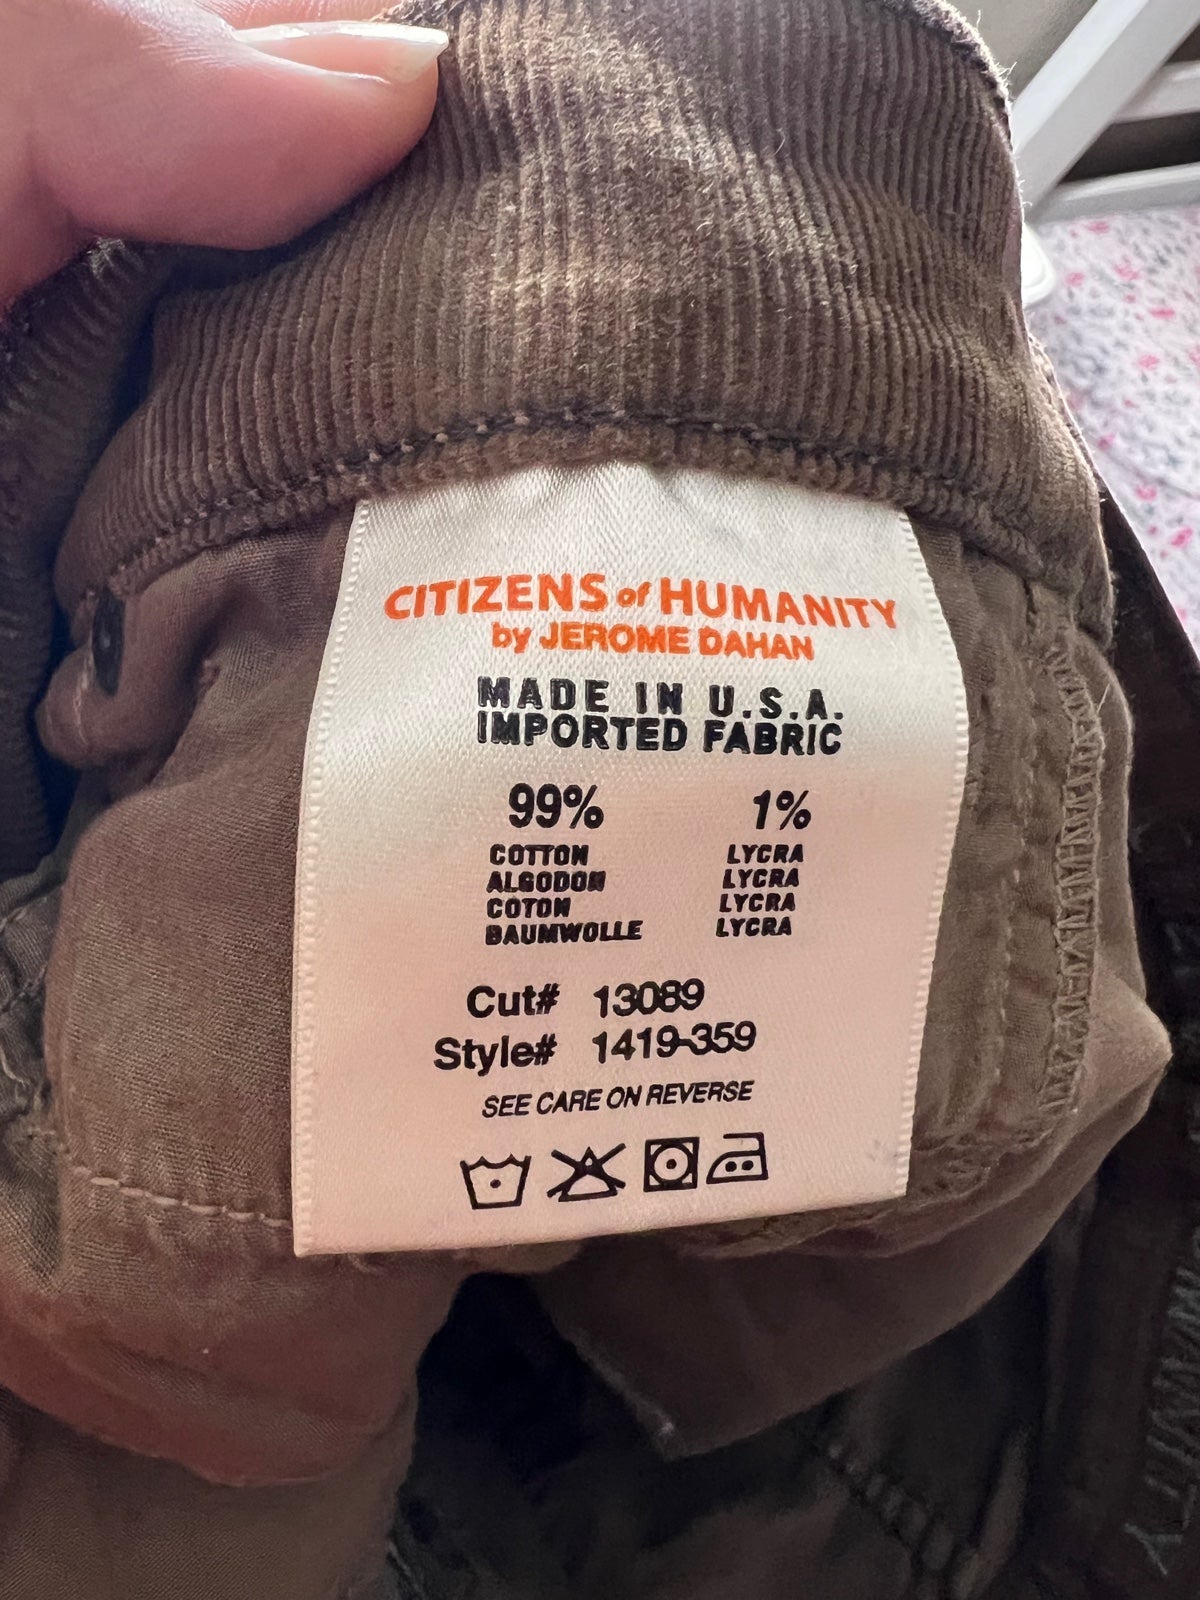 CITIZENS of HUMANITY
by JEROME DAHAN
MADE IN U.S.A.
IMPORTED FABRIC
99% 1%
COTTON LYCRA
ALGODON LYCRA
COTON LYCRA
BAUMWOLLE LYCRA
Cut# 13089
Style# 1419-359
SEE CARE ON REVERSE